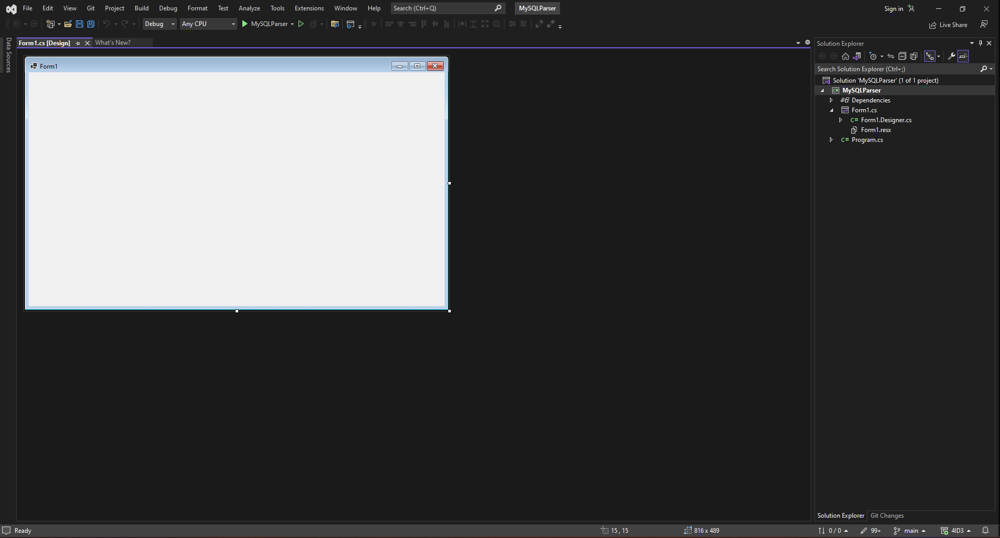 File Edit View Git Project Build Debug Format Test Analyze Tools Extensions Window Help Search (Ctrl+Q) MySQLParser Sign in
Debug Any CPU MySQLParser Live Share
Data Sources
Form1.cs [Design] What's New?
Form1
Solution Explorer
Search Solution Explorer (Ctrl+;)
Solution 'MySQLParser' (1 of 1 project)
C# MySQLParser
Dependencies
Form1.cs
C# Form1.Designer.cs
Form1.resx
C# Program.cs
Solution Explorer Git Changes
Ready 15 , 15 816 x 489 0 / 0 99+ main 4ID3